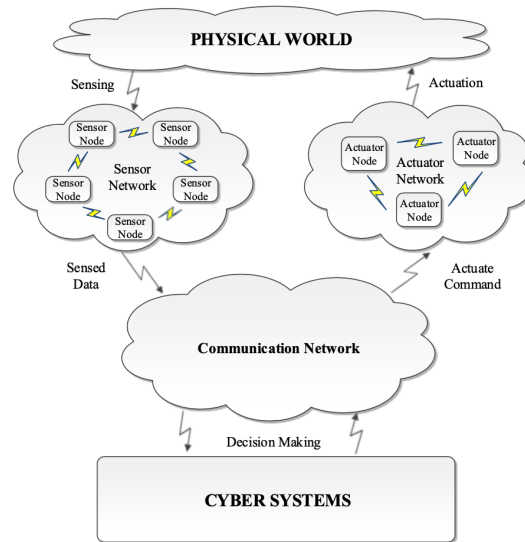 PHYSICAL WORLD
Sensing
Actuation
Sensor
Node
Sensor
Node
Sensor
Network
Sensor
Node
Sensor
Node
Sensor
Node
Actuator
Node
Actuator
Node
Actuator
Network
Actuator
Node
Sensed
Data
Actuate
Command
Communication Network
Decision Making
CYBER SYSTEMS